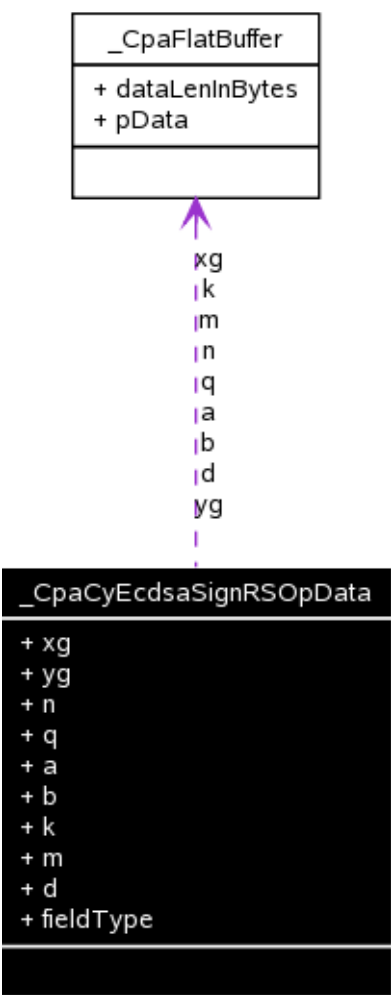 _CpaFlatBuffer
+ dataLenInBytes
+ pData
xg
k
m
n
q
a
b
d
yg
_CpaCyEcdsaSignRSOpData
+ xg
+ yg
+ n
+ q
+ a
+ b
+ k
+ m
+ d
+ fieldType